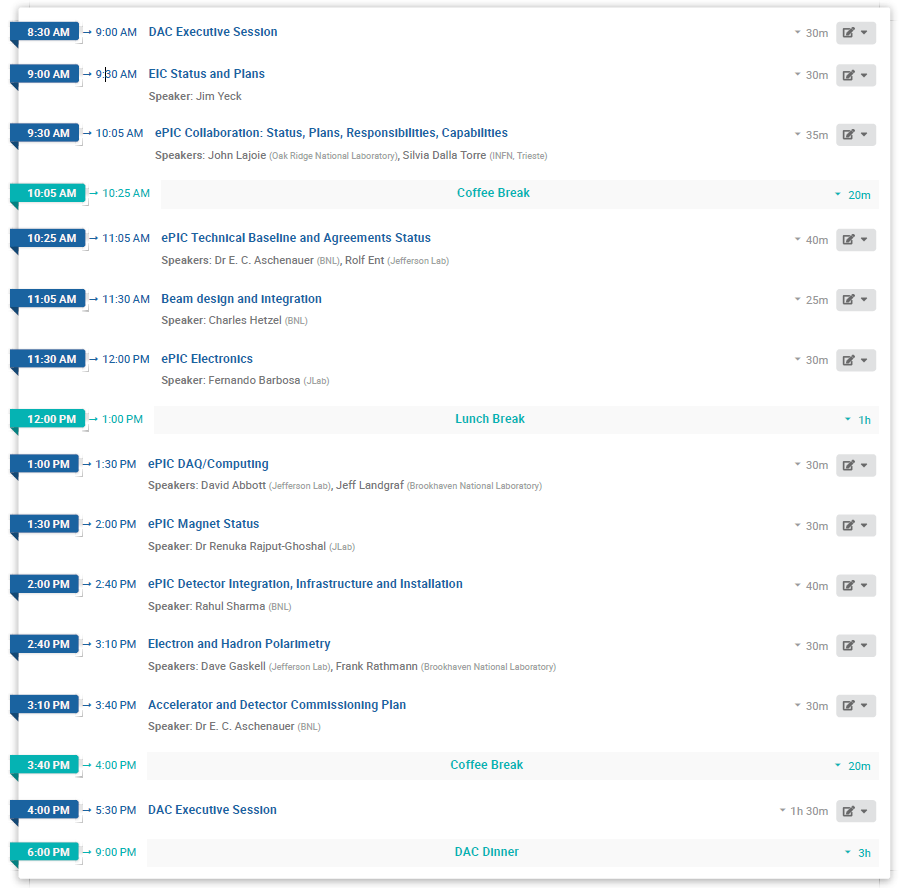 8:30 AM → 9:00 AM DAC Executive Session 30m
9:00 AM → 9:30 AM EIC Status and Plans 30m
Speaker: Jim Yeck
9:30 AM → 10:05 AM ePIC Collaboration: Status, Plans, Responsibilities, Capabilities 35m
Speakers: John Lajoie (Oak Ridge National Laboratory), Silvia Dalla Torre (INFN, Trieste)
10:05 AM → 10:25 AM Coffee Break 20m
10:25 AM → 11:05 AM ePIC Technical Baseline and Agreements Status 40m
Speakers: Dr E. C. Aschenauer (BNL), Rolf Ent (Jefferson Lab)
11:05 AM → 11:30 AM Beam design and Integration 25m
Speaker: Charles Hetzel (BNL)
11:30 AM → 12:00 PM ePIC Electronics 30m
Speaker: Fernando Barbosa (JLab)
12:00 PM → 1:00 PM Lunch Break 1h
1:00 PM → 1:30 PM ePIC DAQ/Computing 30m
Speakers: David Abbott (Jefferson Lab), Jeff Landgraf (Brookhaven National Laboratory)
1:30 PM → 2:00 PM ePIC Magnet Status 30m
Speaker: Dr Renuka Rajput-Ghoshal (JLab)
2:00 PM → 2:40 PM ePIC Detector Integration, Infrastructure and Installation 40m
Speaker: Rahul Sharma (BNL)
2:40 PM → 3:10 PM Electron and Hadron Polarimetry 30m
Speakers: Dave Gaskell (Jefferson Lab), Frank Rathmann (Brookhaven National Laboratory)
3:10 PM → 3:40 PM Accelerator and Detector Commissioning Plan 30m
Speaker: Dr E. C. Aschenauer (BNL)
3:40 PM → 4:00 PM Coffee Break 20m
4:00 PM → 5:30 PM DAC Executive Session 1h 30m
6:00 PM → 9:00 PM DAC Dinner 3h